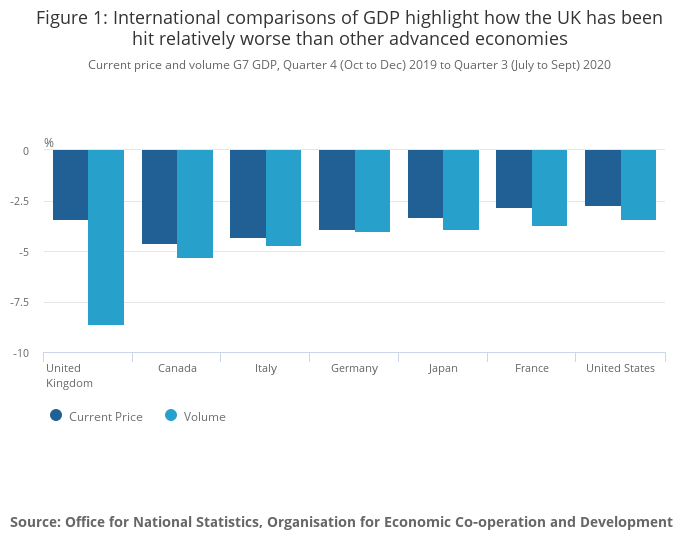 Figure 1: International comparisons of GDP highlight how the UK has been
hit relatively worse than other advanced economies
Current price and volume G7 GDP, Quarter 4 (Oct to Dec) 2019 to Quarter 3 (July to Sept) 2020
%
0
-2.5
-5
-7.5
-10
United
Kingdom
Canada
Italy
Germany
Japan
France
United States
Current Price
Volume
Source: Office for National Statistics, Organisation for Economic Co-operation and Development